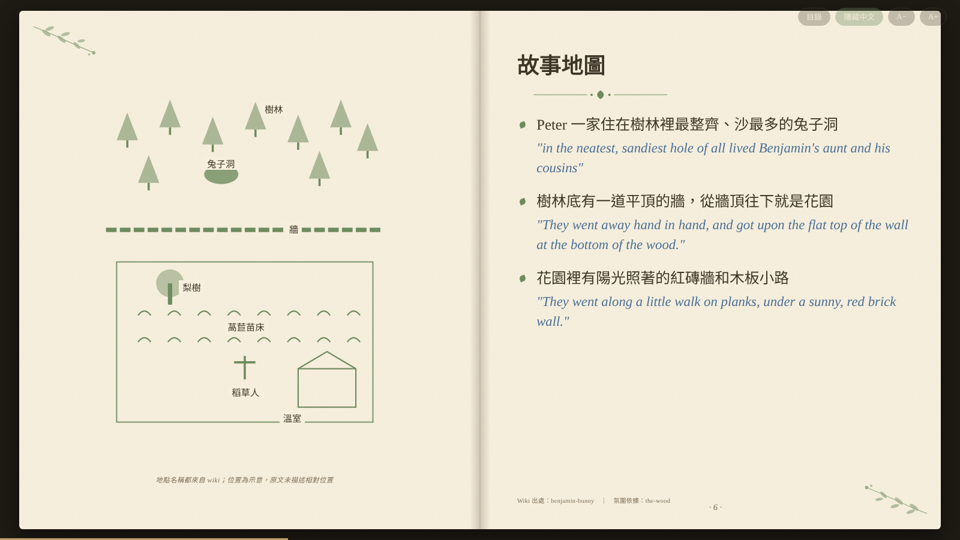 目錄
隱藏中文
A−
A+
樹林
兔子洞
牆
梨樹
萵苣苗床
稻草人
溫室
地點名稱都來自 wiki；位置為示意，原文未描述相對位置
故事地圖
Peter 一家住在樹林裡最整齊、沙最多的兔子洞
"in the neatest, sandiest hole of all lived Benjamin's aunt and his
cousins"
樹林底有一道平頂的牆，從牆頂往下就是花園
"They went away hand in hand, and got upon the flat top of the wall
at the bottom of the wood."
花園裡有陽光照著的紅磚牆和木板小路
"They went along a little walk on planks, under a sunny, red brick
wall."
Wiki 出處：benjamin-bunny | 氛圍依據：the-wood
· 6 ·